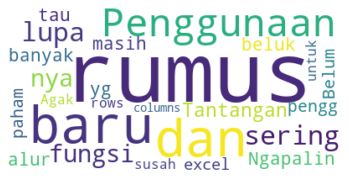 tau
Penggunaan
lupa
masih
beluk
untuk
banyak
rumus
nya
yg
Belum
Agak
rows
columns
Tantangan
pengg
paham
baru
dan
sering
alur
fungsi
susah
excel
Ngapalin